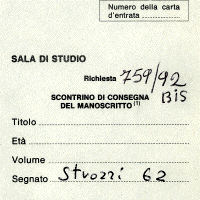 Numero della carta
d'entrata
SALA DI STUDIO
Richiesta 759/92
Bis
SCONTRINO DI CONSEGNA
DEL MANOSCRITTO (1)
Titolo
Età
Volume
Segnato Strozzi 62